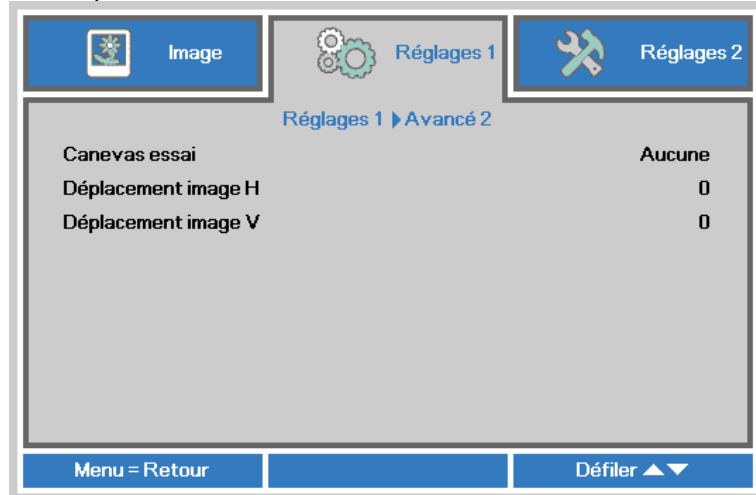 Image
Réglages 1
Réglages 2
Réglages 1 Avancé 2
Canevas essai Aucune
Déplacement image H 0
Déplacement image V 0
Menu = Retour
Défiler ▲▼